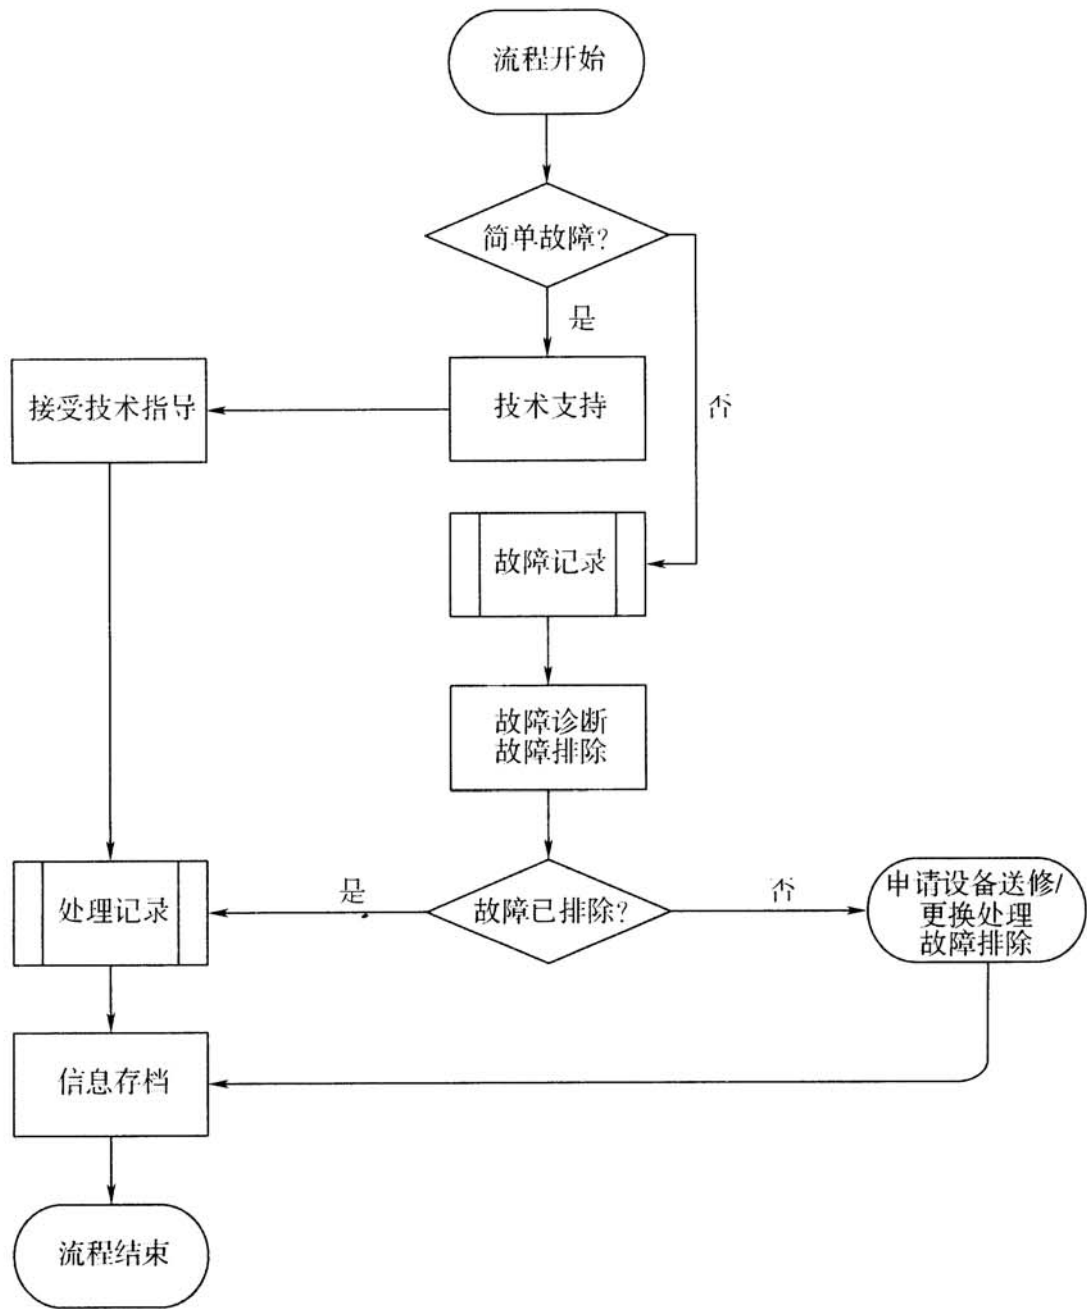 流程开始
简单故障?
是
接受技术指导
技术支持
否
故障记录
故障诊断
故障排除
处理记录
是
故障已排除?
否
申请设备送修/
更换处理
故障排除
信息存档
流程结束